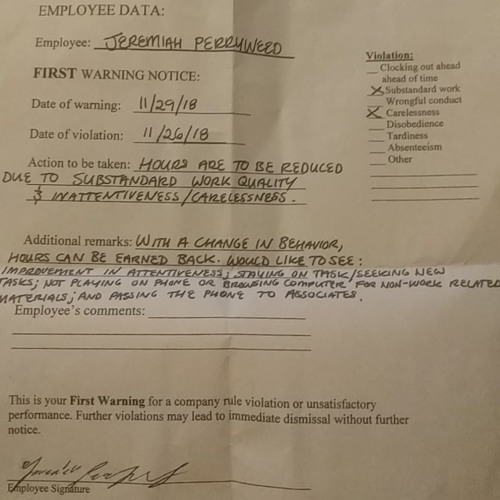 EMPLOYEE DATA:
Employee: JEREMIAH PERRYWEED
FIRST WARNING NOTICE:
Date of warning: 11/29/18
Date of violation: 11/26/18
Violation:
Clocking out ahead
ahead of time
X Substandard work
Wrongful conduct
X Carelessness
Disobedience
Tardiness
Absenteeism
Other
Action to be taken: HOURS ARE TO BE REDUCED
DUE TO SUBSTANDARD WORK QUALITY
& INATTENTIVENESS/CARELESSNESS.
Additional remarks: WITH A CHANGE IN BEHAVIOR,
HOURS CAN BE EARNED BACK. WOULD LIKE TO SEE:
IMPROVEMENT IN ATTENTIVENESS; STAYING ON TASK/SEEKING NEW
TASKS; NOT PLAYING ON PHONE OR BROWSING COMPUTER FOR NON-WORK RELATED
MATERIALS; AND PASSING THE PHONE TO ASSOCIATES.
Employee's comments:
This is your First Warning for a company rule violation or unsatisfactory
performance. Further violations may lead to immediate dismissal without further
notice.
Employee Signature